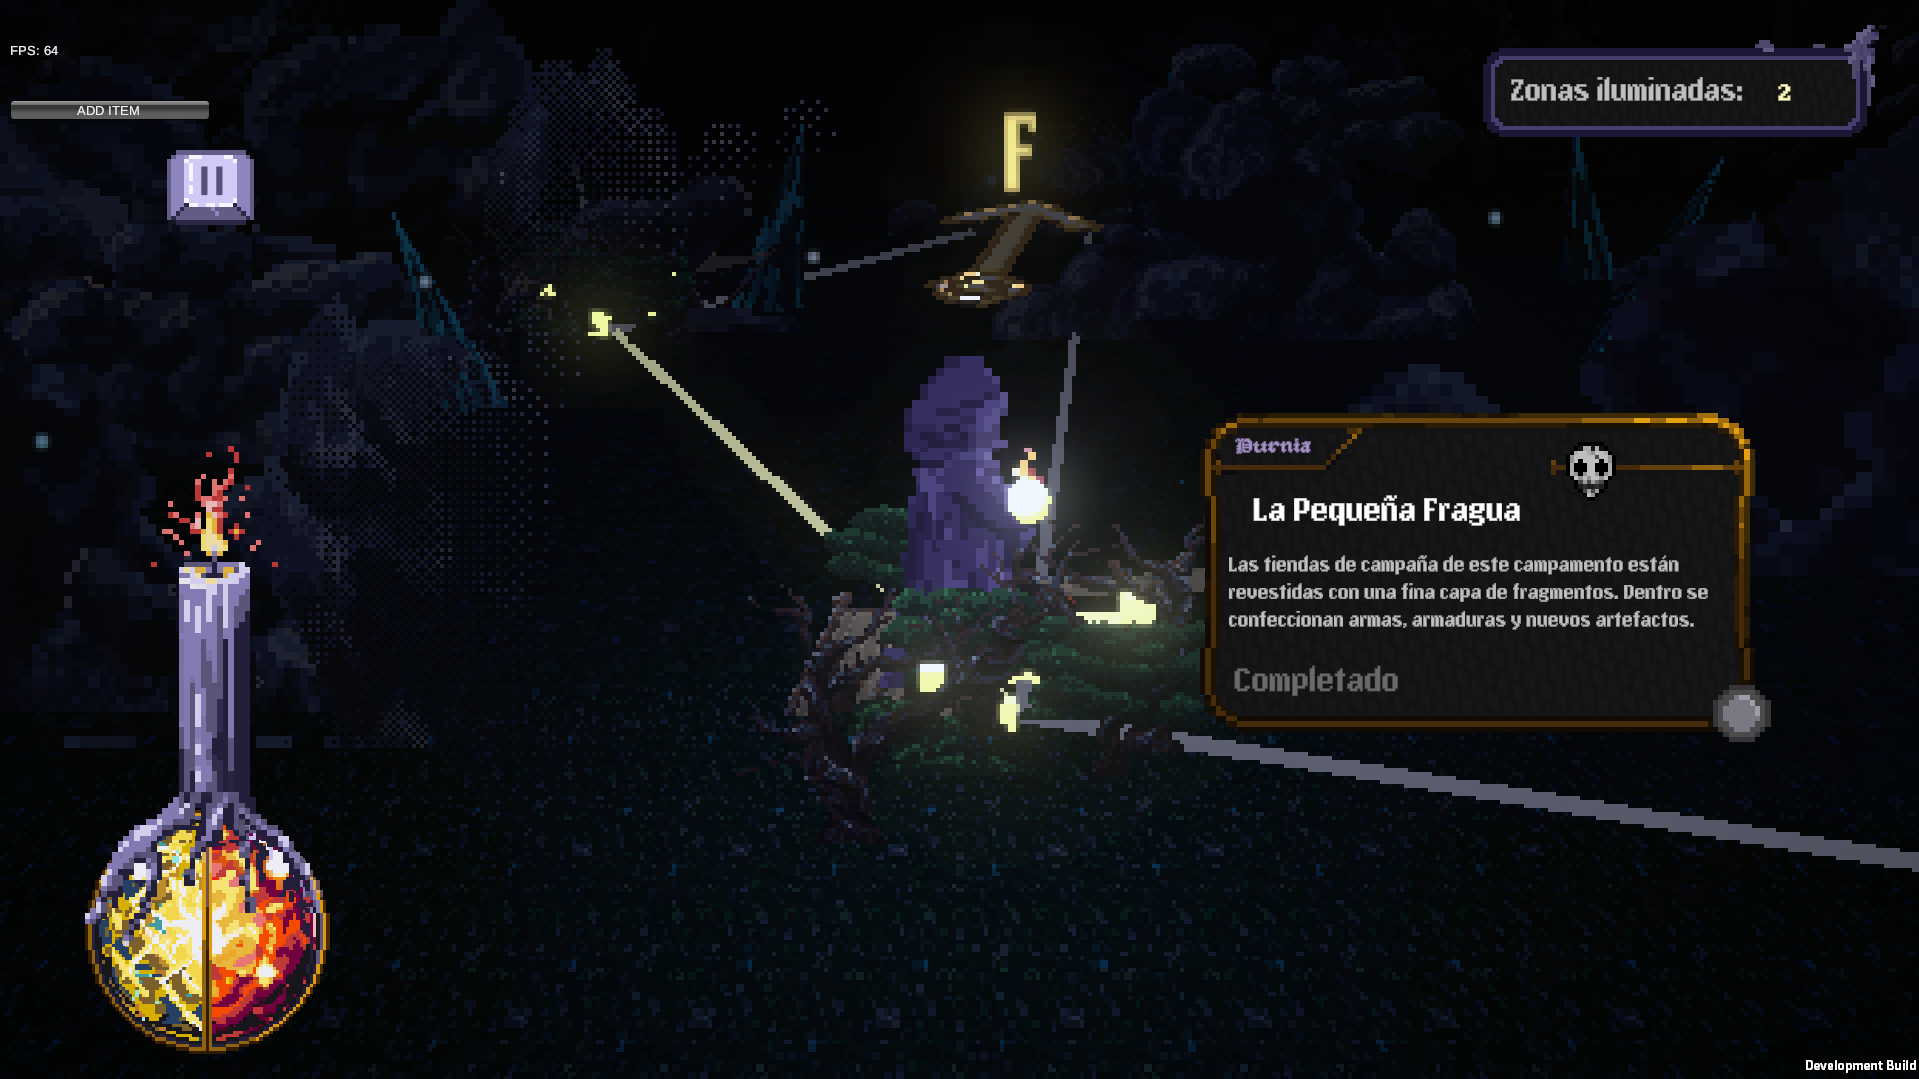 FPS: 64
ADD ITEM
F
Zonas iluminadas: 2
Durnia
La Pequeña Fragua
Las tiendas de campaña de este campamento están
revestidas con una fina capa de fragmentos. Dentro se
confeccionan armas, armaduras y nuevos artefactos.
Completado
Development Build